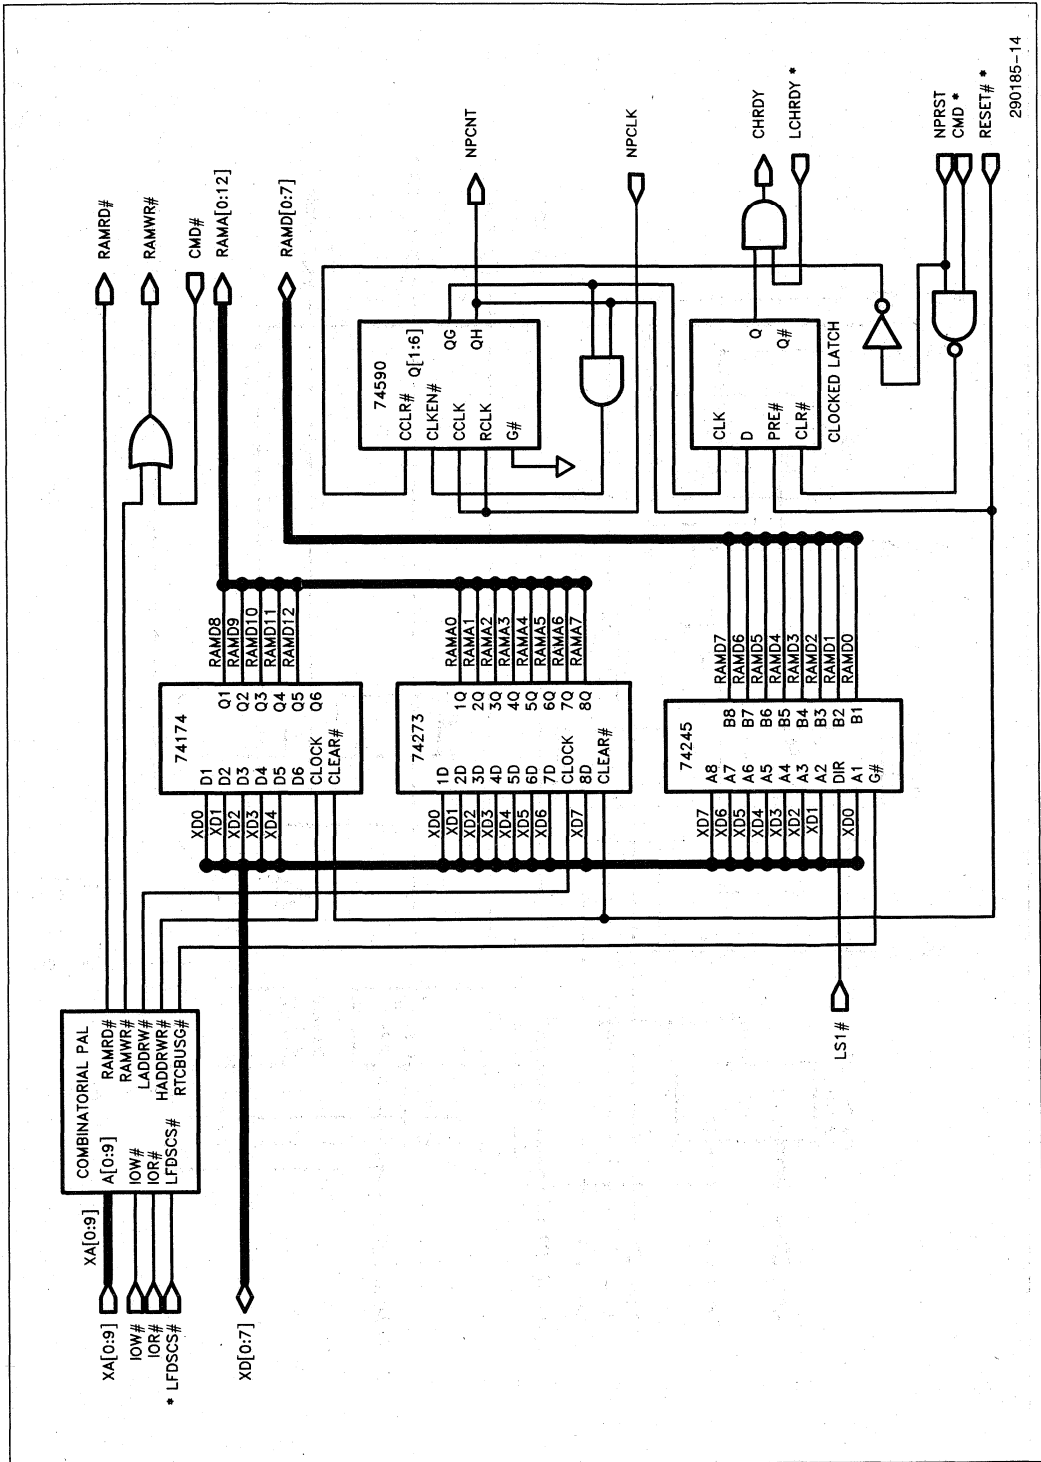 COMBINATORIAL PAL
XA[0:9]
XA[0:9]
A[0:9]
RAMRD#
IOW#
IOW#
RAMWR#
IOR#
IOR#
LADDRW#
* LFDSCS#
LFDSCS#
HADDRWR#
RTCBUSG#
XD[0:7]
LS1#
74174
XD0
D1
Q1
RAMD8
XD1
D2
Q2
RAMD9
XD2
D3
Q3
RAMD10
XD3
D4
Q4
RAMD11
XD4
D5
Q5
RAMD12
D6
Q6
CLOCK
CLEAR#
74273
XD0
1D
1Q
RAMA0
XD1
2D
2Q
RAMA1
XD2
3D
3Q
RAMA2
XD3
4D
4Q
RAMA3
XD4
5D
5Q
RAMA4
XD5
6D
6Q
RAMA5
XD6
7D
7Q
RAMA6
CLOCK
8Q
RAMA7
XD7
8D
CLEAR#
74245
XD7
A8
B8
RAMD7
XD6
A7
B7
RAMD6
XD5
A6
B6
RAMD5
XD4
A5
B5
RAMD4
XD3
A4
B4
RAMD3
XD2
A3
B3
RAMD2
XD1
A2
B2
RAMD1
DIR
B1
RAMD0
XD0
A1
G#
RAMRD#
RAMWR#
CMD#
RAMA[0:12]
RAMD[0:7]
74590
CCLR#
Q[1:6]
CLKEN#
QG
CCLK
QH
RCLK
G#
NPCNT
NPCLK
CLK
D
Q
PRE#
Q#
CLR#
CLOCKED LATCH
CHRDY
LCHRDY *
NPRST
CMD *
RESET# *
290185-14